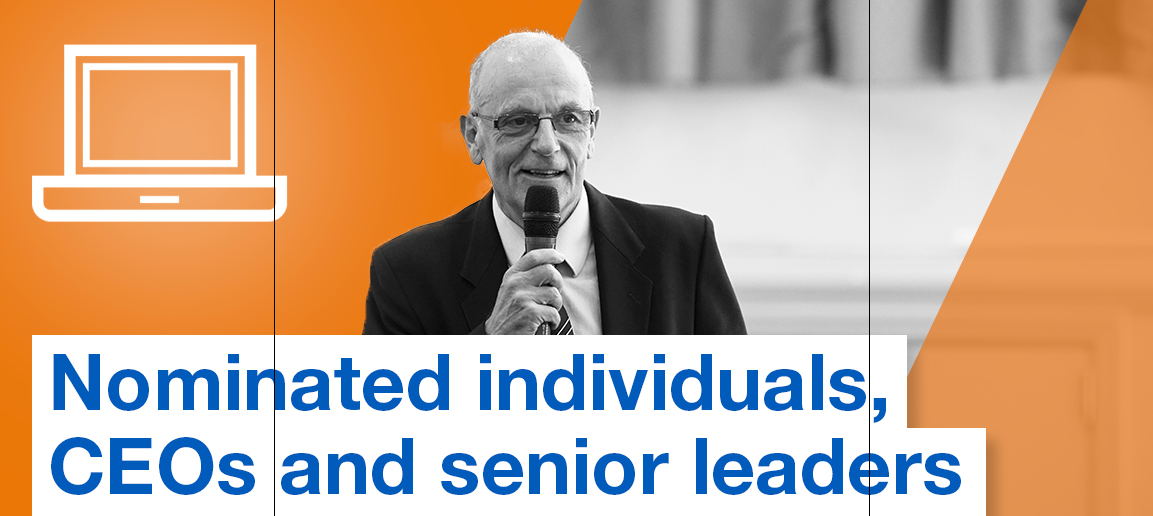 Nominated individuals,
CEOs and senior leaders